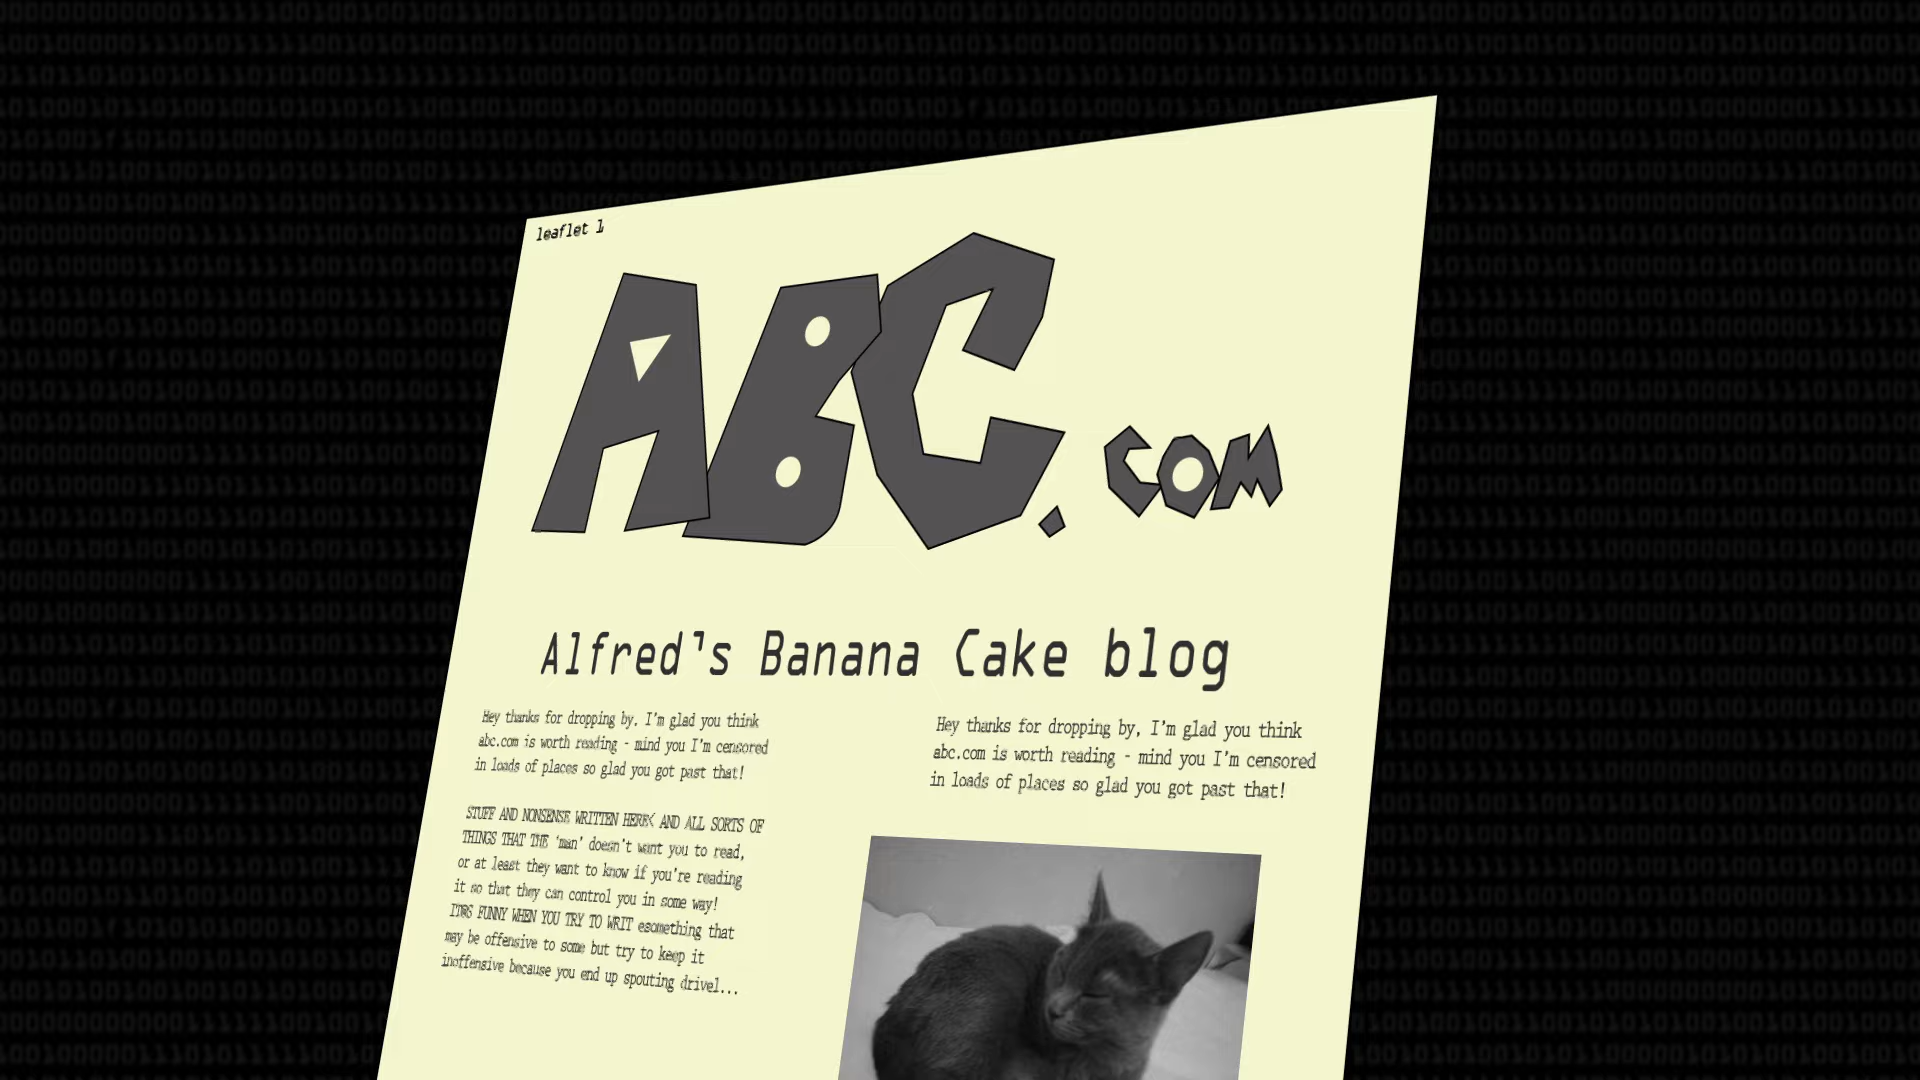 leaflet 1
ABC.COM
Alfred's Banana Cake blog
Hey thanks for dropping by, I'm glad you think
abc.com is worth reading - mind you I'm censored
in loads of places so glad you got past that!
STUFF AND NONSENSE WRITTEN HERE< AND ALL SORTS OF
THINGS THAT THE 'man' doesn't want you to read,
or at least they want to know if you're reading
it so that they can control you in some way!
IT@S FUNNY WHEN YOU TRY TO WRIT esomething that
may be offensive to some but try to keep it
inoffensive because you end up spouting drivel...
Hey thanks for dropping by, I'm glad you think
abc.com is worth reading - mind you I'm censored
in loads of places so glad you got past that!